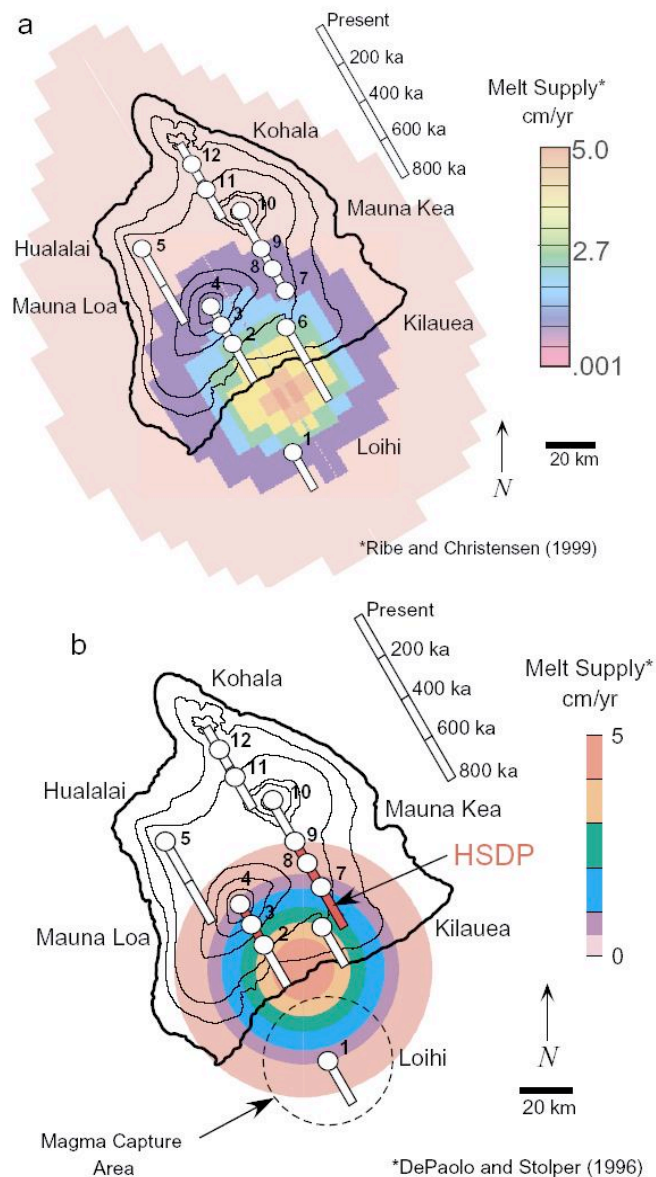 a
Present
200 ka
400 ka
600 ka
800 ka
Melt Supply*
cm/yr
5.0
2.7
.001
Kohala
12
11
10
Mauna Kea
Hualalai
5
9
8
4
7
Mauna Loa
3
6
Kilauea
2
1
Loihi
N
20 km
*Ribe and Christensen (1999)
b
Present
200 ka
400 ka
600 ka
800 ka
Melt Supply*
cm/yr
5
0
Kohala
12
Hualalai
11
10
Mauna Kea
5
9
8
HSDP
4
7
3
Mauna Loa
2
Kilauea
1
Loihi
N
20 km
Magma Capture
Area
*DePaolo and Stolper (1996)